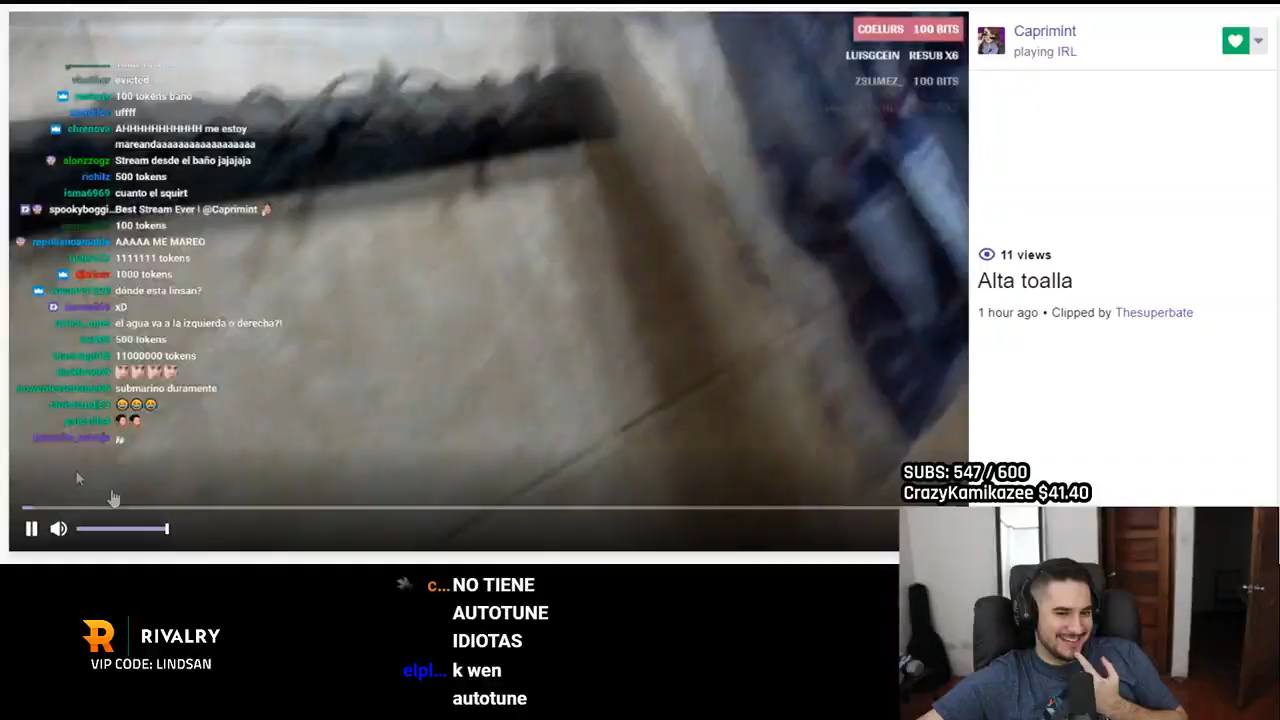 COELURS 100 BITS
LUISGCEIN RESUB X6
ZSLIMEZ_ 100 BITS
evicted
100 tokens bano
uffff
chrenova AHHHHHHHHHHH me estoy
mareandaaaaaaaaaaaaaaaaaa
alonzzogz Stream desde el baño jajajaja
richilz 500 tokens
isma6969 cuanto el squirt
spookyboggi... Best Stream Ever | @Caprimint
100 tokens
AAAAA ME MAREO
1111111 tokens
1000 tokens
dónde esta linsan?
xD
el agua va a la izquierda o derecha?!
500 tokens
11000000 tokens
submarino duramente
Caprimint
playing IRL
11 views
Alta toalla
1 hour ago • Clipped by Thesuperbate
SUBS: 547 / 600
CrazyKamikazee $41.40
c... NO TIENE
AUTOTUNE
IDIOTAS
elpl... k wen
autotune
RIVALRY
VIP CODE: LINDSAN